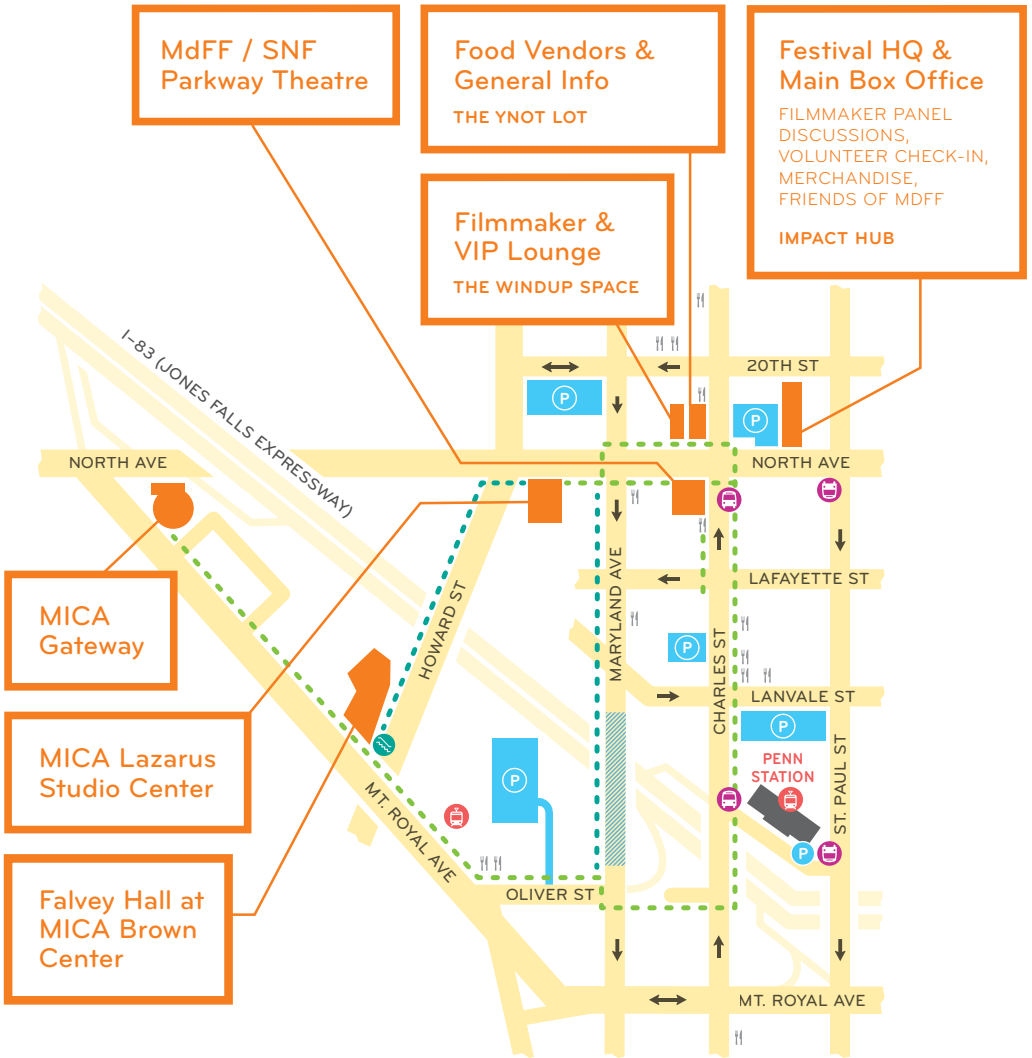 MdFF / SNF
Parkway Theatre
Food Vendors &
General Info
THE YNOT LOT
Festival HQ &
Main Box Office
FILMMAKER PANEL
DISCUSSIONS,
VOLUNTEER CHECK-IN,
MERCHANDISE,
FRIENDS OF MDFF
IMPACT HUB
Filmmaker &
VIP Lounge
THE WINDUP SPACE
I-83 (JONES FALLS EXPRESSWAY)
20TH ST
P
P
NORTH AVE
NORTH AVE
MARYLAND AVE
LAFAYETTE ST
HOWARD ST
CHARLES ST
P
LANVALE ST
MICA
Gateway
MICA Lazarus
Studio Center
P
P
PENN
STATION
ST. PAUL ST
P
MT. ROYAL AVE
OLIVER ST
Falvey Hall at
MICA Brown
Center
MT. ROYAL AVE